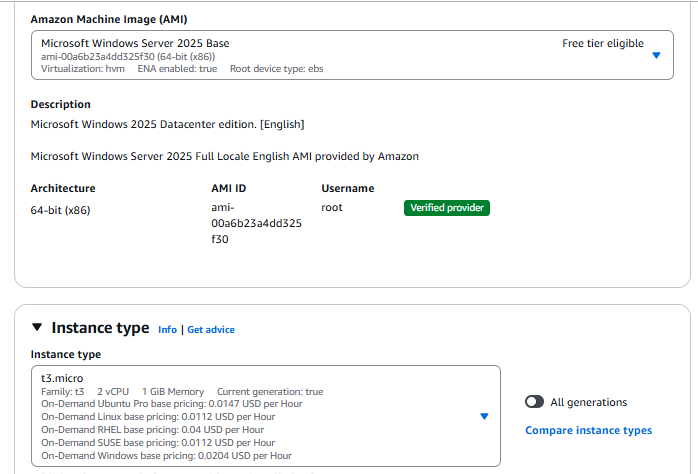 Amazon Machine Image (AMI)
Microsoft Windows Server 2025 Base
Free tier eligible
ami-00a6b23a4dd325f30 (64-bit (x86))
Virtualization: hvm ENA enabled: true Root device type: ebs
Description
Microsoft Windows 2025 Datacenter edition. [English]
Microsoft Windows Server 2025 Full Locale English AMI provided by Amazon
Architecture AMI ID Username
64-bit (x86) ami-00a6b23a4dd325f30 root Verified provider
Instance type Info | Get advice
Instance type
t3.micro
Family: t3 2 vCPU 1 GiB Memory Current generation: true
On-Demand Ubuntu Pro base pricing: 0.0147 USD per Hour
On-Demand Linux base pricing: 0.0112 USD per Hour
On-Demand RHEL base pricing: 0.04 USD per Hour
On-Demand SUSE base pricing: 0.0112 USD per Hour
On-Demand Windows base pricing: 0.0204 USD per Hour
All generations
Compare instance types